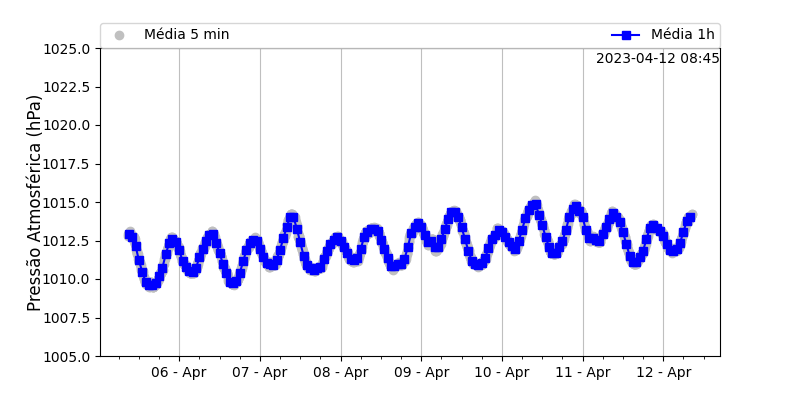 Média 5 min
Média 1h
2023-04-12 08:45
Pressão Atmosférica (hPa)
1025.0
1022.5
1020.0
1017.5
1015.0
1012.5
1010.0
1007.5
1005.0
06 - Apr
07 - Apr
08 - Apr
09 - Apr
10 - Apr
11 - Apr
12 - Apr